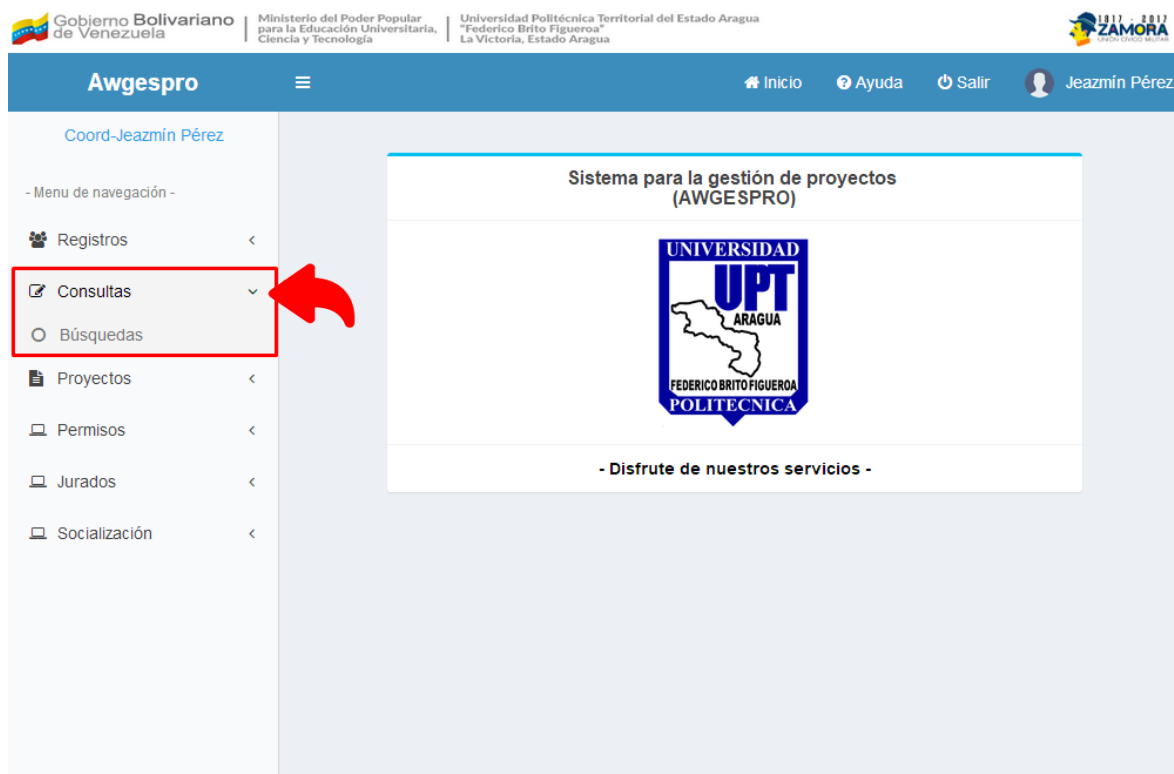 Gobierno Bolivariano
de Venezuela
Ministerio del Poder Popular
para la Educación Universitaria,
Ciencia y Tecnología
Universidad Politécnica Territorial del Estado Aragua
"Federico Brito Figueroa"
La Victoria, Estado Aragua
1817 - 2017
ZAMORA
UNIÓN CÍVICO MILITAR
Awgespro
Inicio
Ayuda
Salir
Jeazmín Pérez
Coord-Jeazmín Pérez
- Menu de navegación -
Registros
Consultas
Búsquedas
Proyectos
Permisos
Jurados
Socialización
Sistema para la gestión de proyectos
(AWGESPRO)
UNIVERSIDAD
UPT
ARAGUA
FEDERICO BRITO FIGUEROA
POLITECNICA
- Disfrute de nuestros servicios -